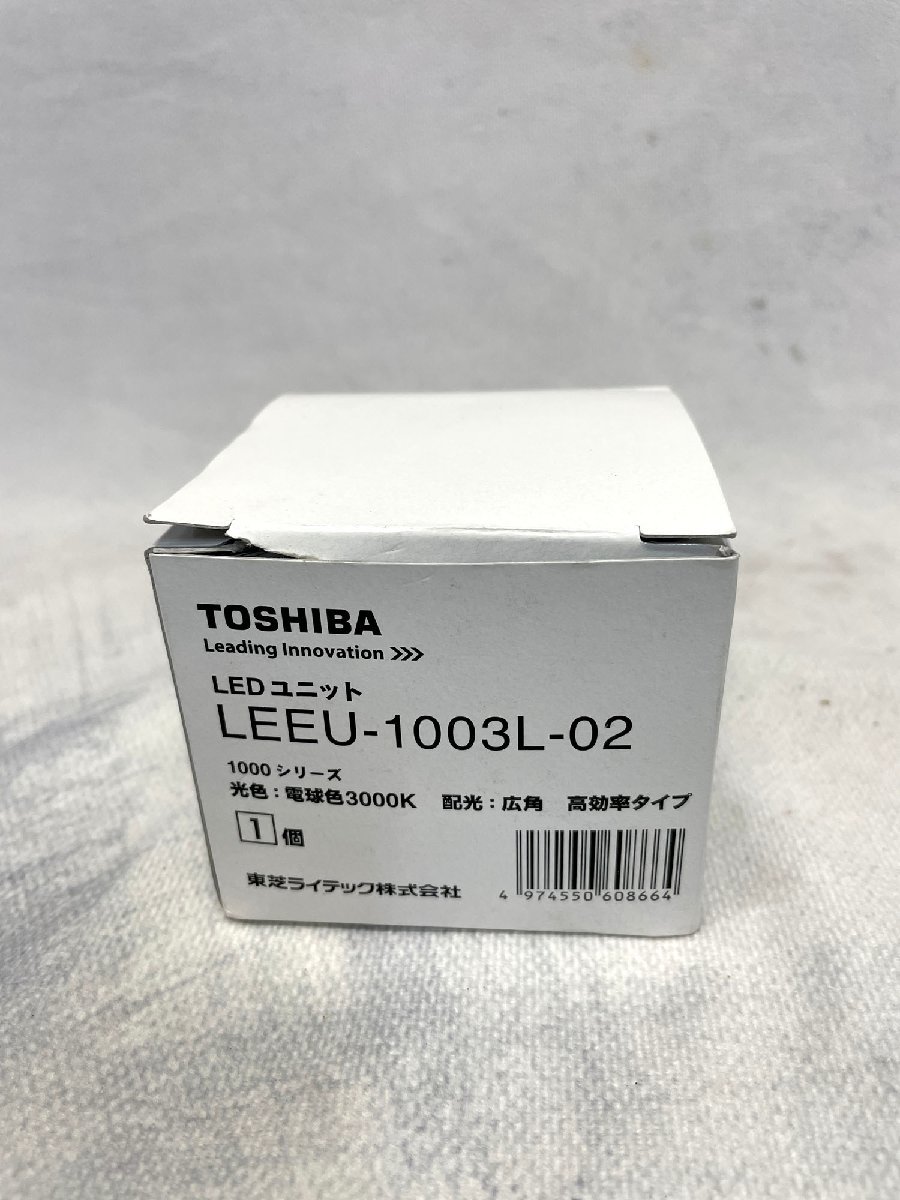 TOSHIBA
Leading Innovation >>>
LEDユニット
LEEU-1003L-02
1000シリーズ
光色:電球色3000K 配光:広角 高効率タイプ
1個
東芝ライテック株式会社
4 974550 608664